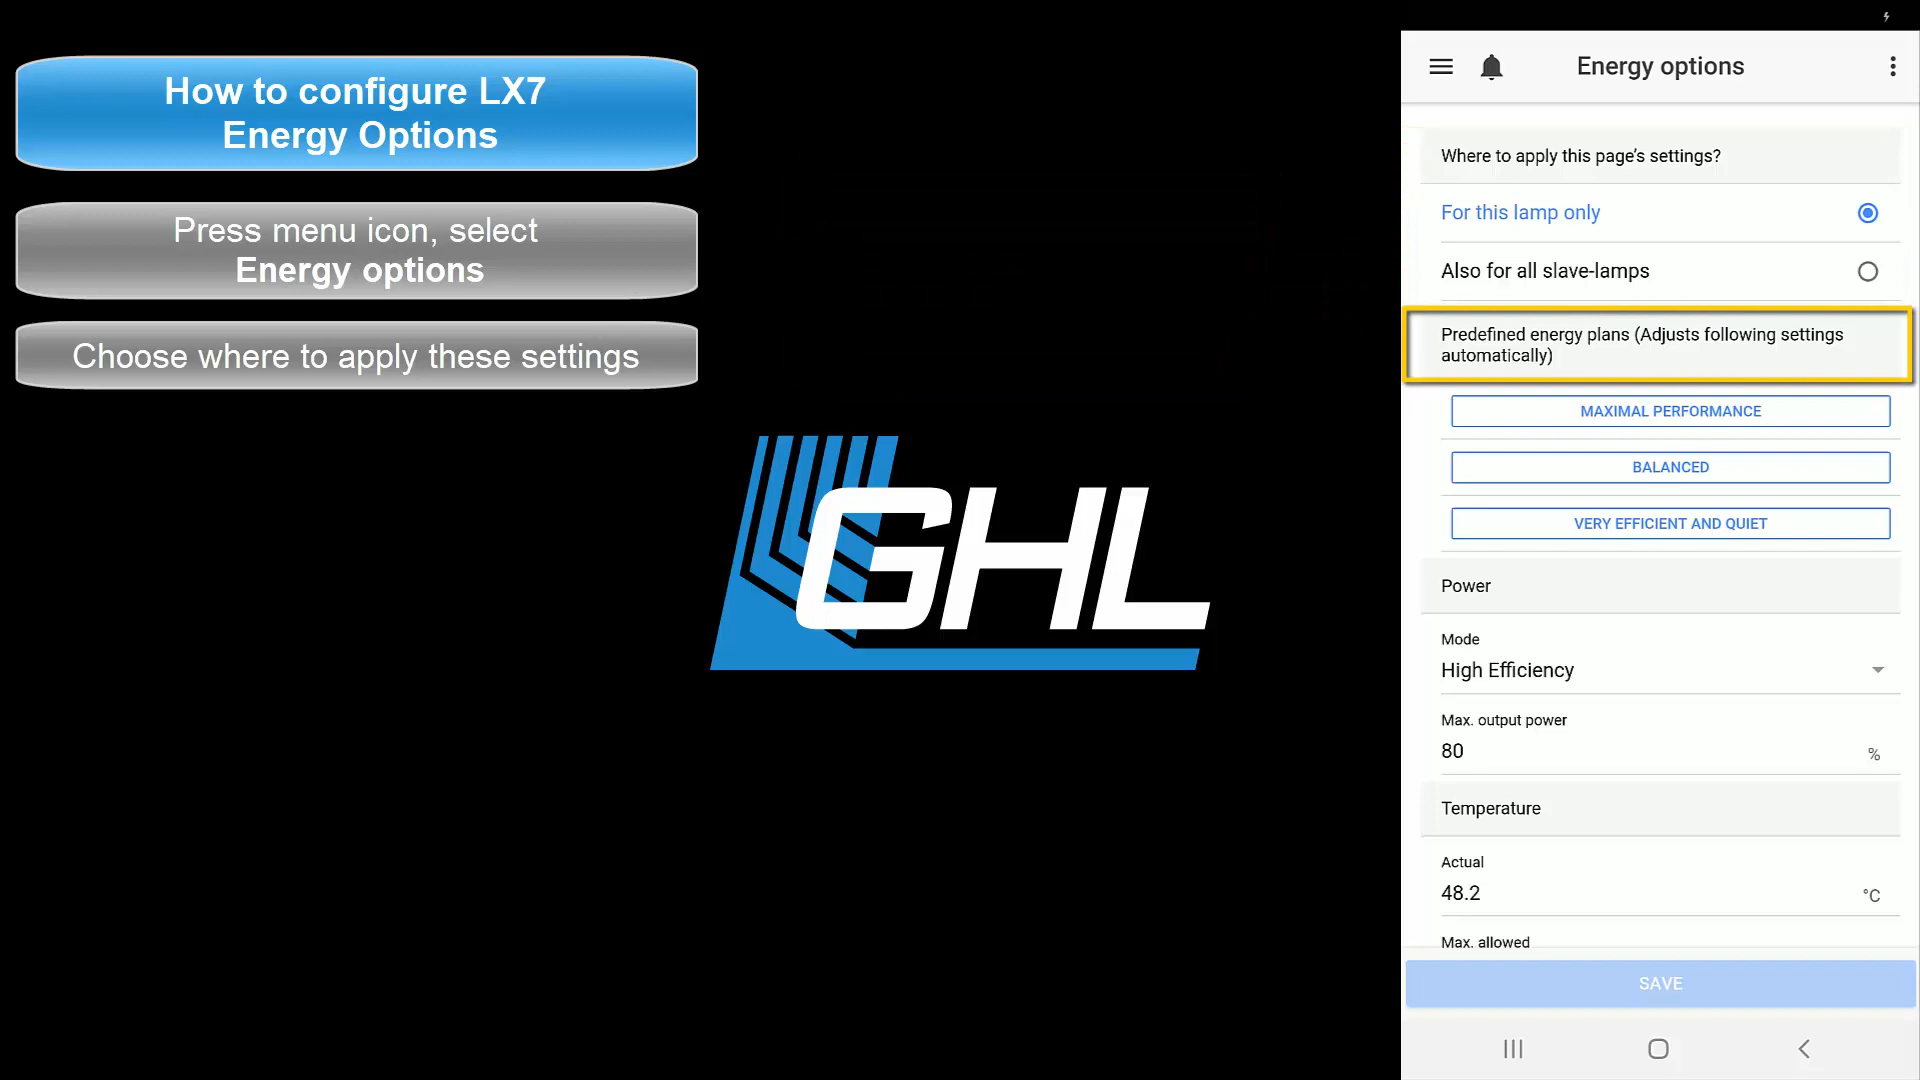 How to configure LX7
Energy Options
Press menu icon, select
Energy options
Choose where to apply these settings
GHL
Energy options
Where to apply this page's settings?
For this lamp only
Also for all slave-lamps
Predefined energy plans (Adjusts following settings
automatically)
MAXIMAL PERFORMANCE
BALANCED
VERY EFFICIENT AND QUIET
Power
Mode
High Efficiency
Max. output power
80 %
Temperature
Actual
48.2 °C
Max. allowed
SAVE